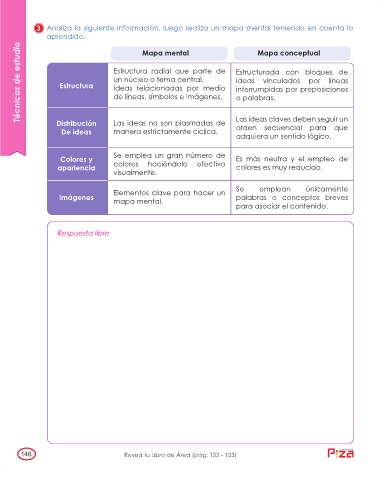 3 Analiza la siguiente información, luego realiza un mapa mental teniendo en cuenta lo
aprendido.
Técnicas de estudio
Mapa mental
Mapa conceptual
Estructura
Estructura radial que parte de
un núcleo o tema central.
Ideas relacionadas por medio
de líneas, símbolos e imágenes.
Estructurada con bloques de
ideas vinculados por líneas
interrumpidas por preposiciones
o palabras.
Distribución
De ideas
Las ideas no son plasmadas de
manera estrictamente cíclica.
Las ideas claves deben seguir un
orden secuencial para que
adquiera un sentido lógico.
Colores y
apariencia
Se emplea un gran número de
colores haciéndolo efectivo
visualmente.
Es más neutra y el empleo de
colores es muy reducido.
Imágenes
Elementos clave para hacer un
mapa mental.
Se emplean únicamente
palabras o conceptos breves
para asociar el contenido.
Respuesta libre
146
Revisa tu Libro de Área (pág. 122 - 123)